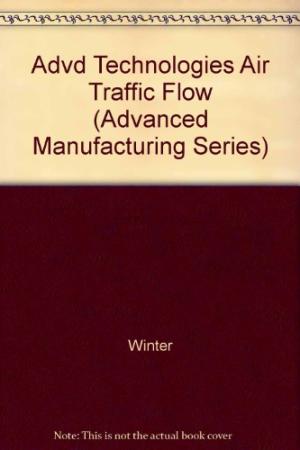 Advd Technologies Air
Traffic Flow
(Advanced
Manufacturing Series)
Winter
Note: This is not the actual book cover